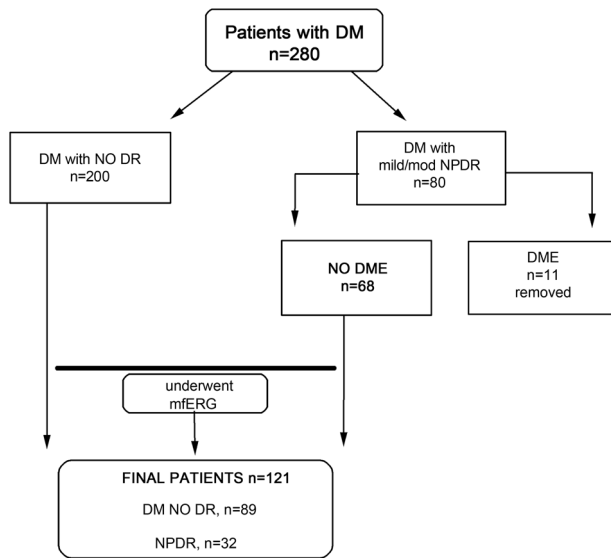 Patients with DM
n=280
DM with NO DR
n=200
DM with
mild/mod NPDR
n=80
NO DME
n=68
DME
n=11
removed
underwent
mfERG
FINAL PATIENTS n=121
DM NO DR, n=89
NPDR, n=32